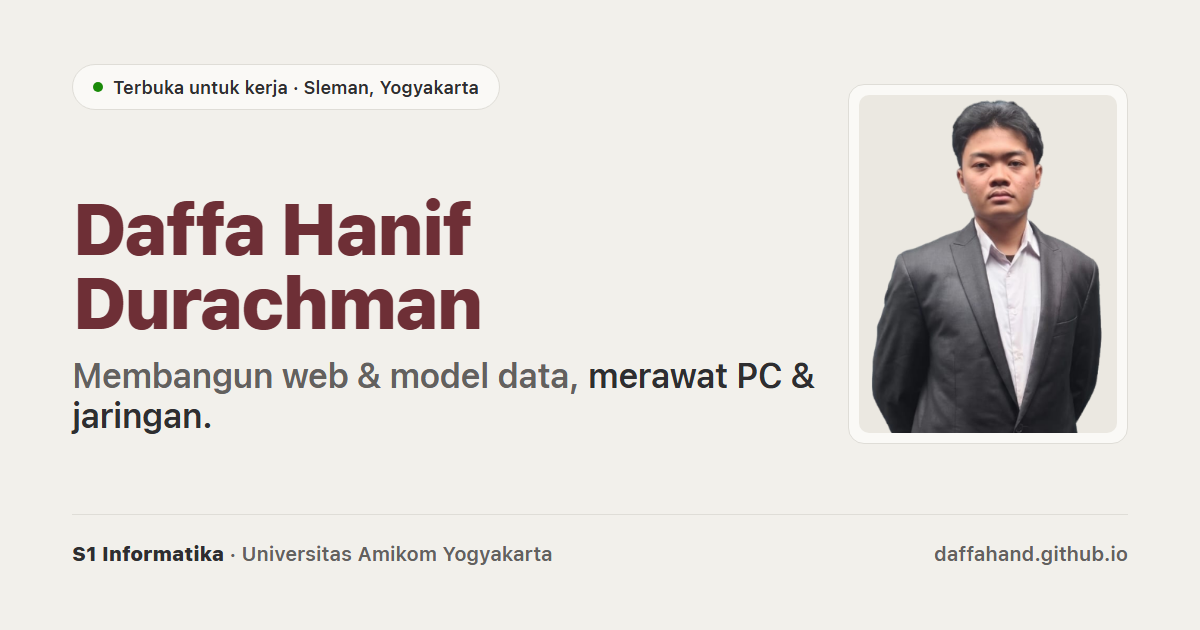 Terbuka untuk kerja · Sleman, Yogyakarta
Daffa Hanif
Durachman
Membangun web & model data, merawat PC &
jaringan.
S1 Informatika · Universitas Amikom Yogyakarta
daffahand.github.io